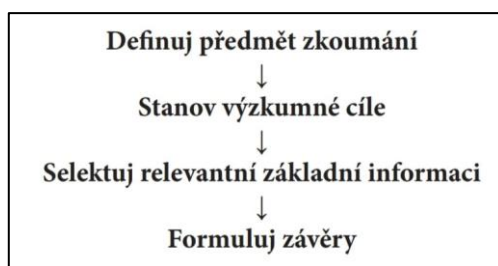 Definuj předmět zkoumání
↓
Stanov výzkumné cíle
↓
Selektuj relevantní základní informaci
↓
Formuluj závěry